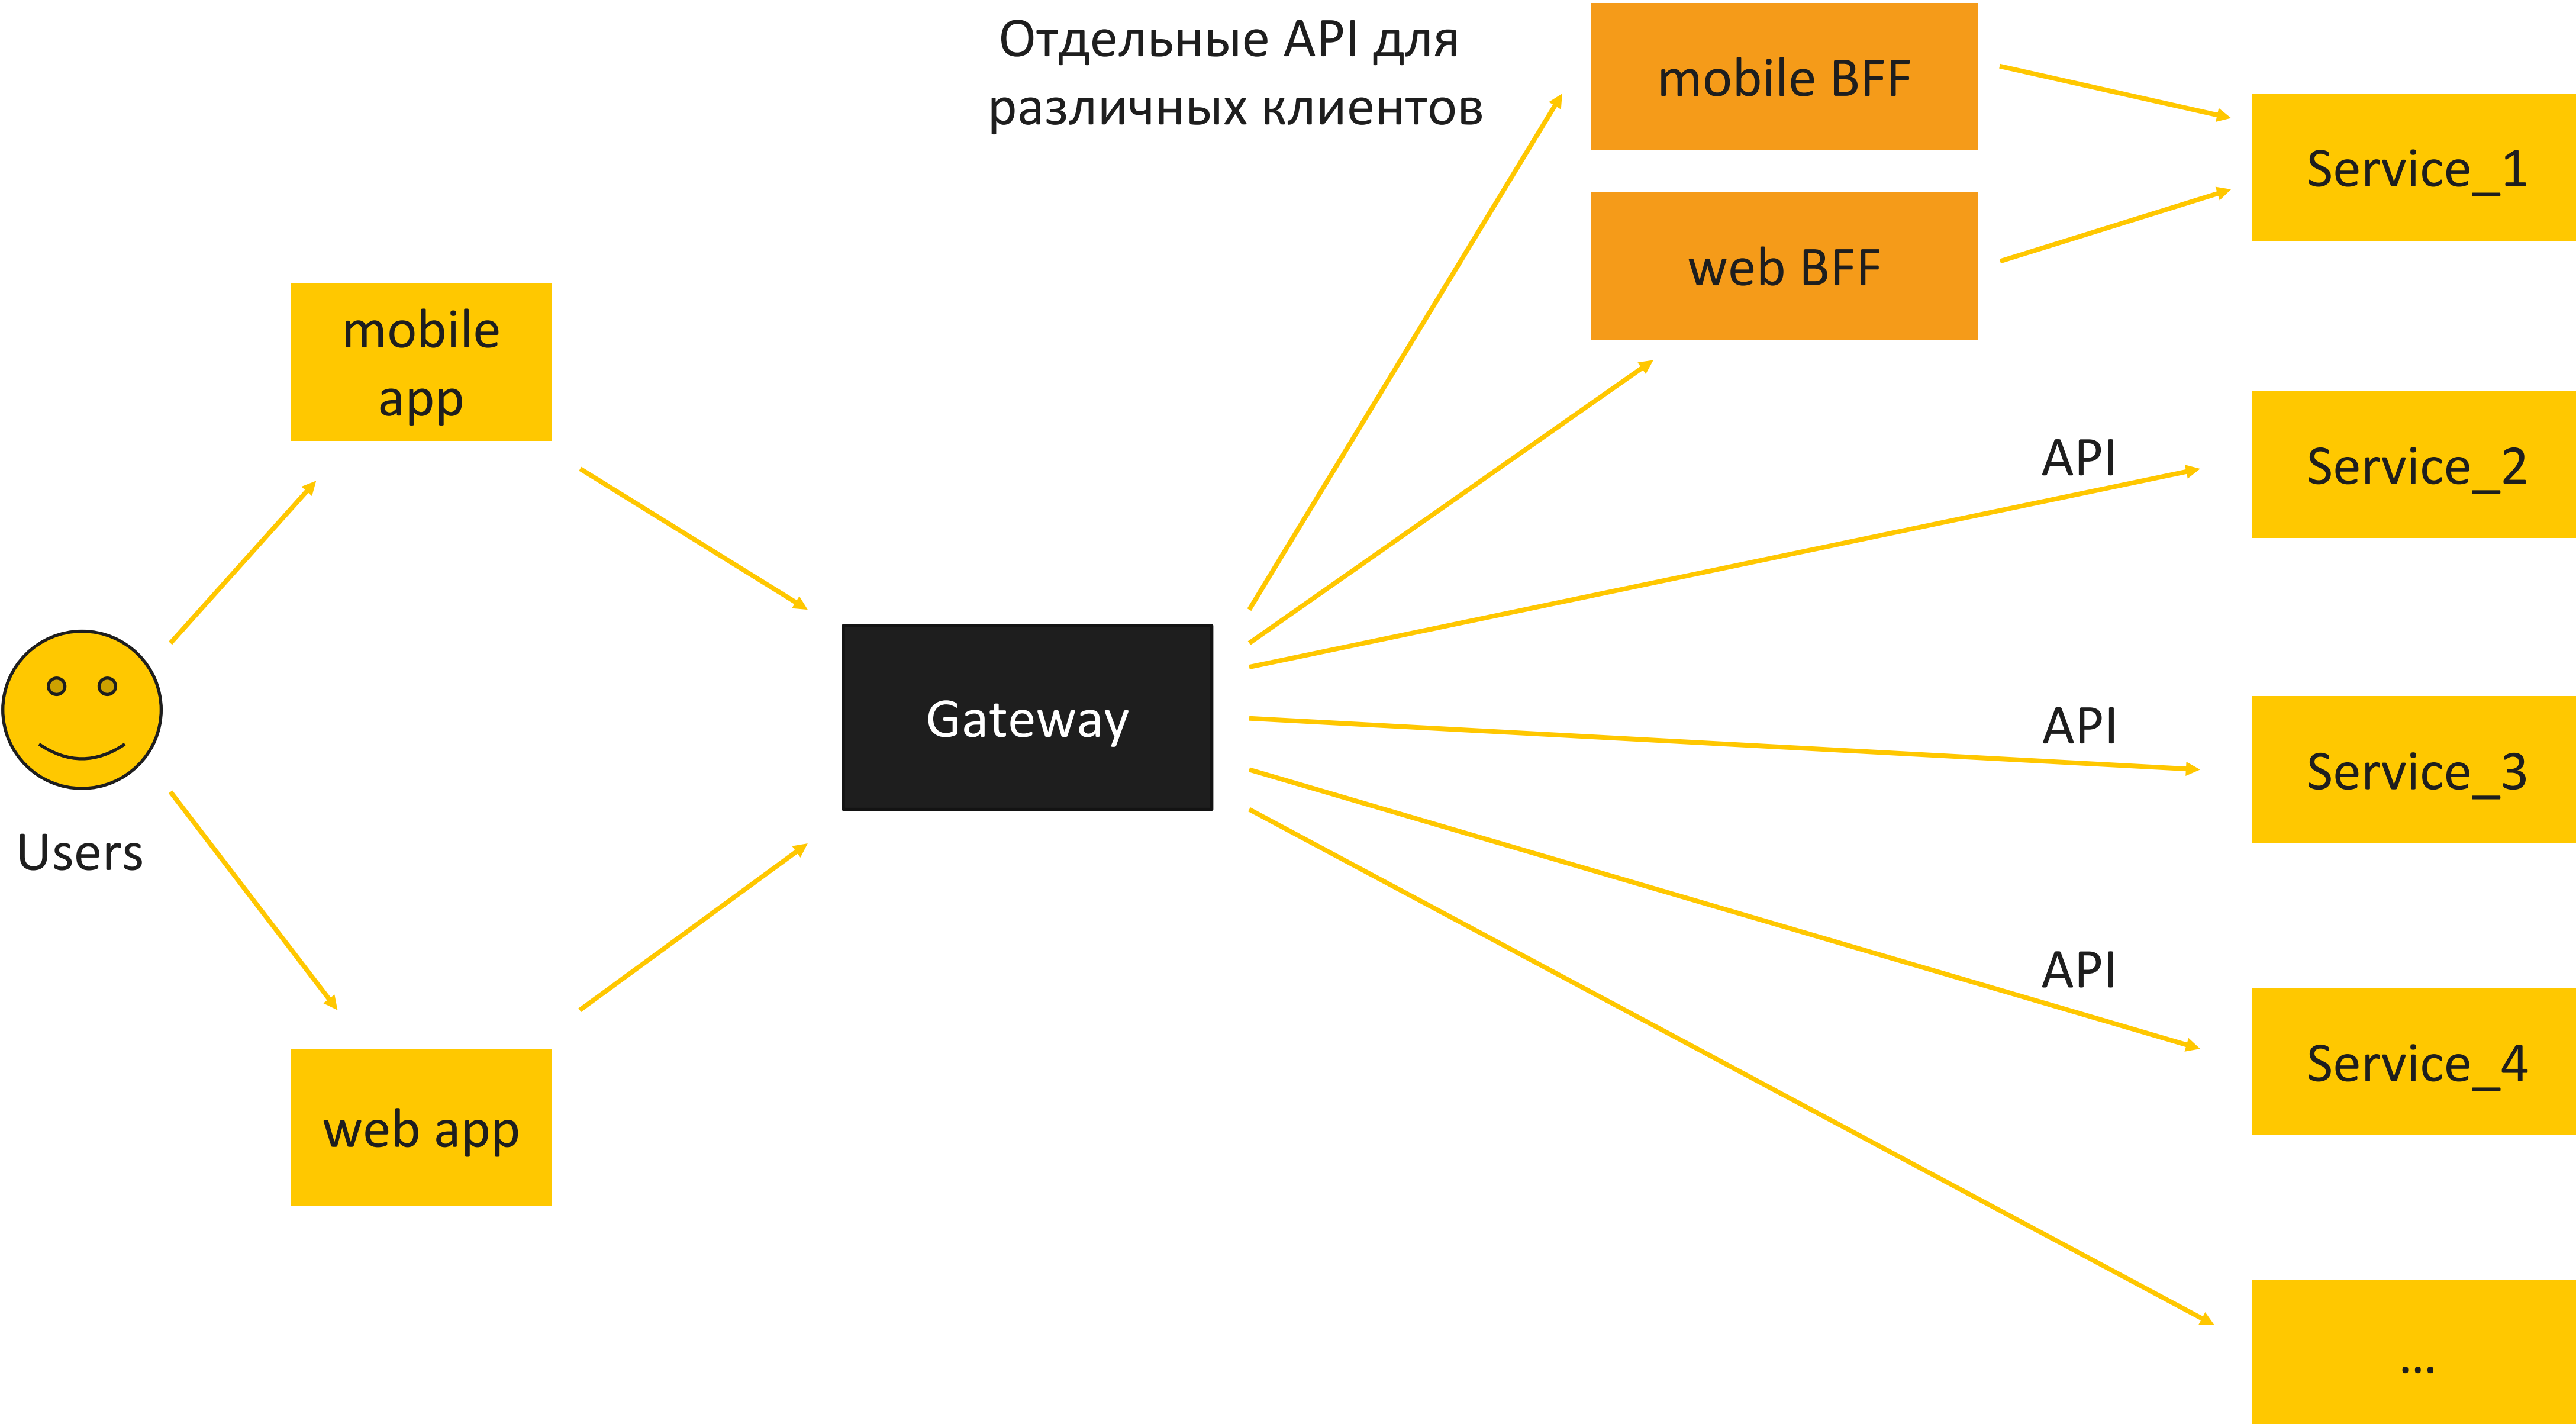 Отдельные API для
различных клиентов
mobile BFF
web BFF
Service_1
mobile
app
API
Service_2
Gateway
API
Service_3
Users
API
Service_4
web app
...